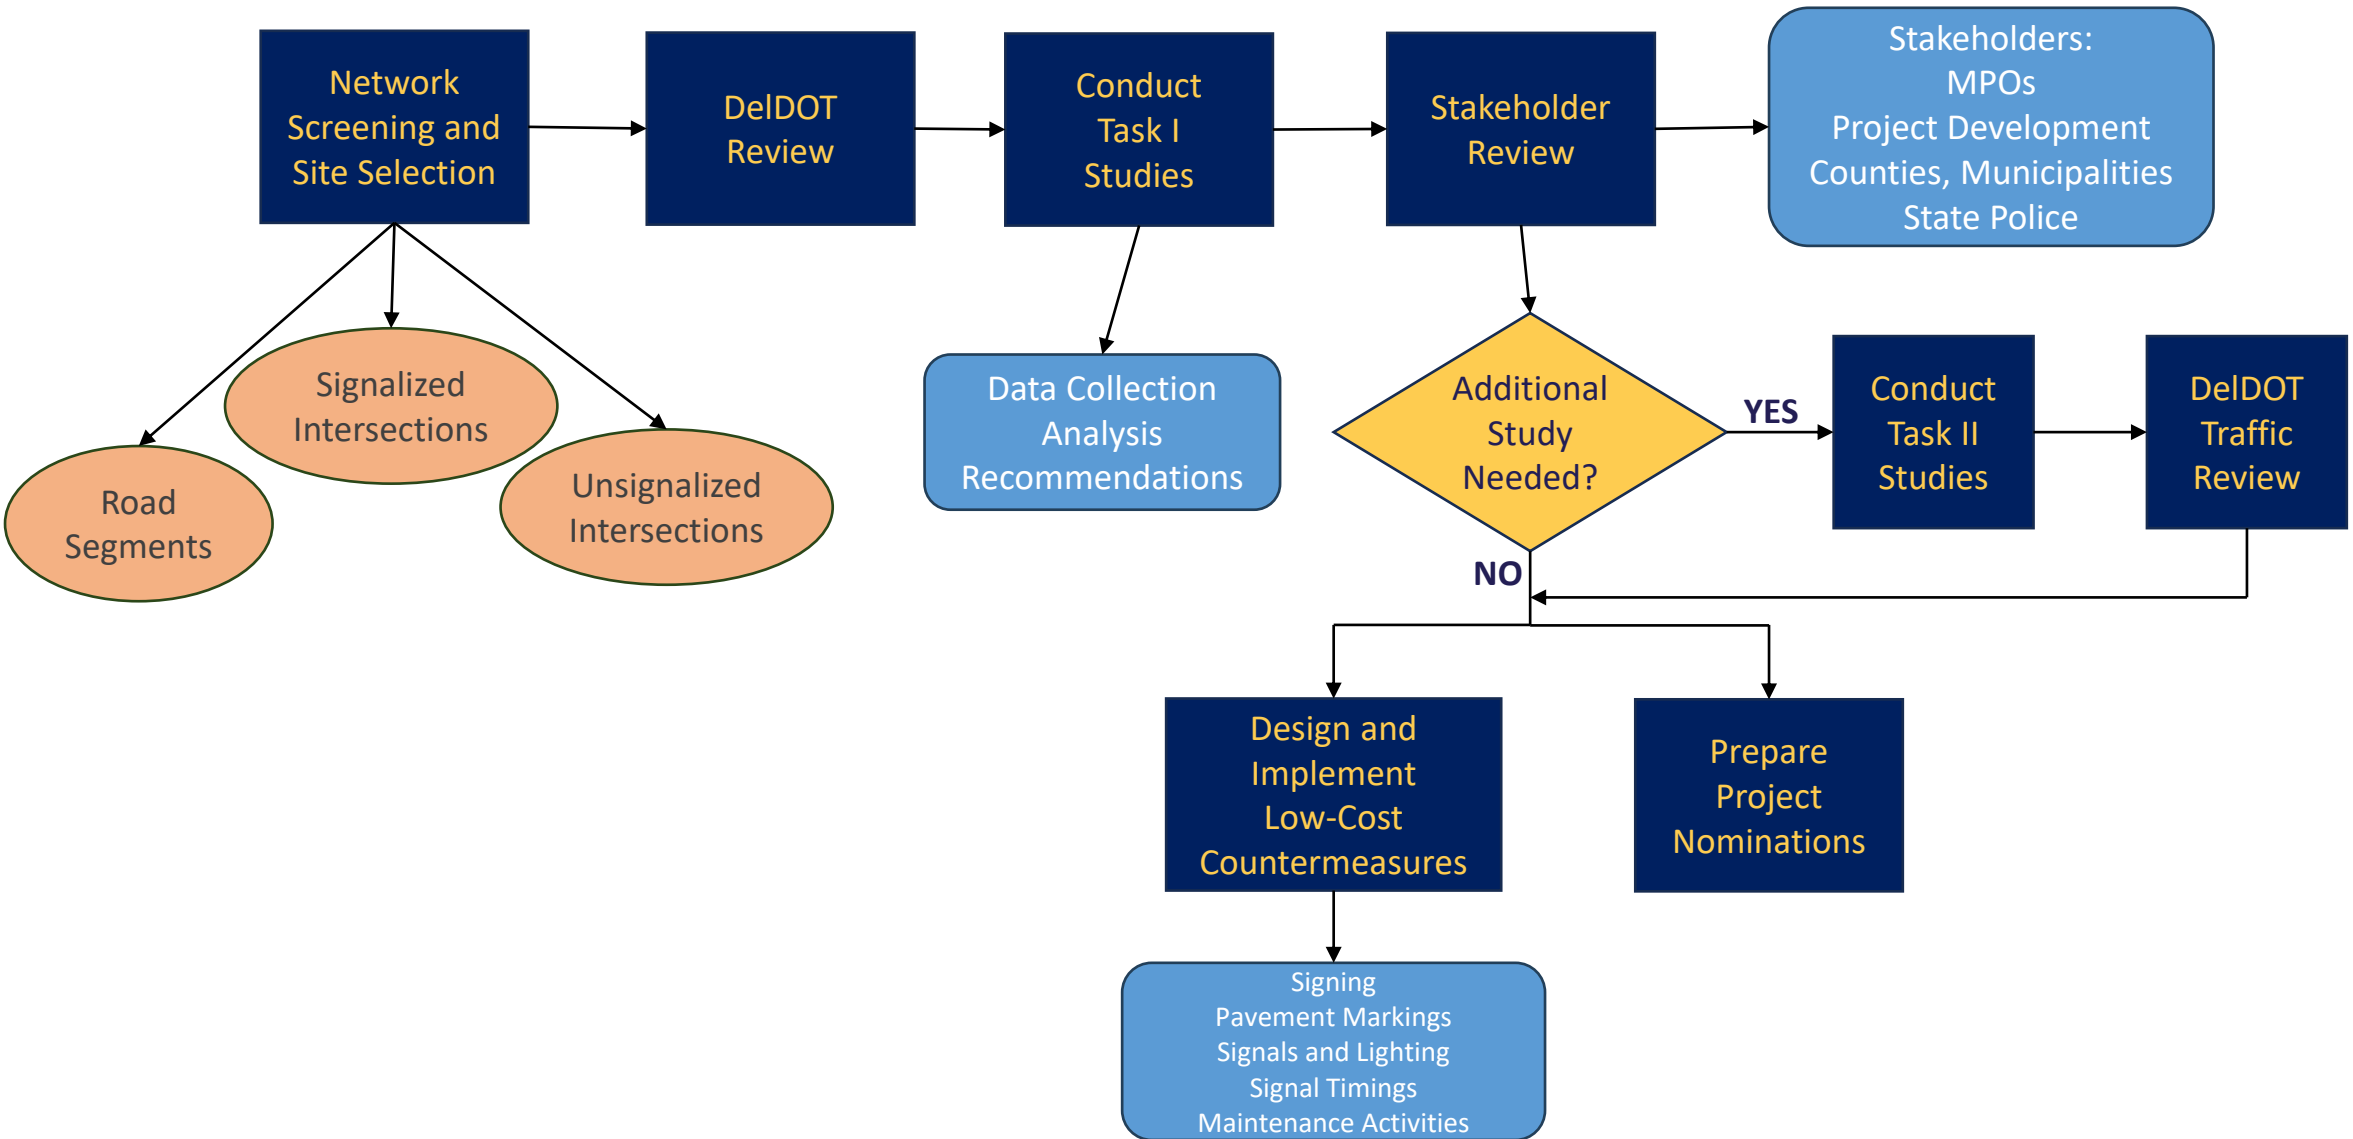 Network
Screening and
Site Selection
DelDOT
Review
Conduct
Task I
Studies
Stakeholder
Review
Stakeholders:
MPOs
Project Development
Counties, Municipalities
State Police
Road
Segments
Signalized
Intersections
Unsignalized
Intersections
Data Collection
Analysis
Recommendations
Additional
Study
Needed?
YES
Conduct
Task II
Studies
DelDOT
Traffic
Review
NO
Design and
Implement
Low-Cost
Countermeasures
Prepare
Project
Nominations
Signing
Pavement Markings
Signals and Lighting
Signal Timings
Maintenance Activities